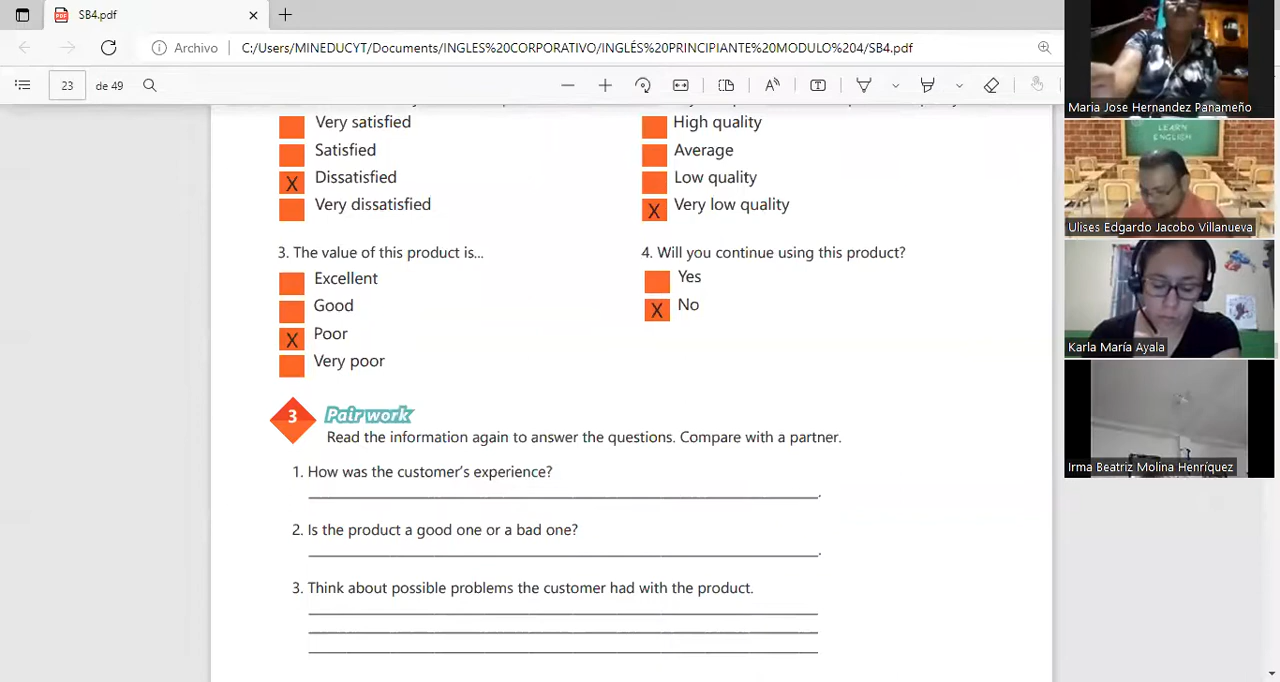 SB4.pdf
Archivo C:/Users/MINEDUCYT/Documents/INGLES%20CORPORATIVO/INGLÉS%20PRINCIPIANTE%20MODULO%204/SB4.pdf
23 de 49
Very satisfied
Satisfied
X Dissatisfied
Very dissatisfied
High quality
Average
Low quality
X Very low quality
3. The value of this product is...
Excellent
Good
X Poor
Very poor
4. Will you continue using this product?
Yes
X No
3 Pair work
Read the information again to answer the questions. Compare with a partner.
1. How was the customer's experience?
2. Is the product a good one or a bad one?
3. Think about possible problems the customer had with the product.
Maria Jose Hernandez Panameño
LEARN
ENGLISH
Ulises Edgardo Jacobo Villanueva
Karla María Ayala
Irma Beatriz Molina Henríquez